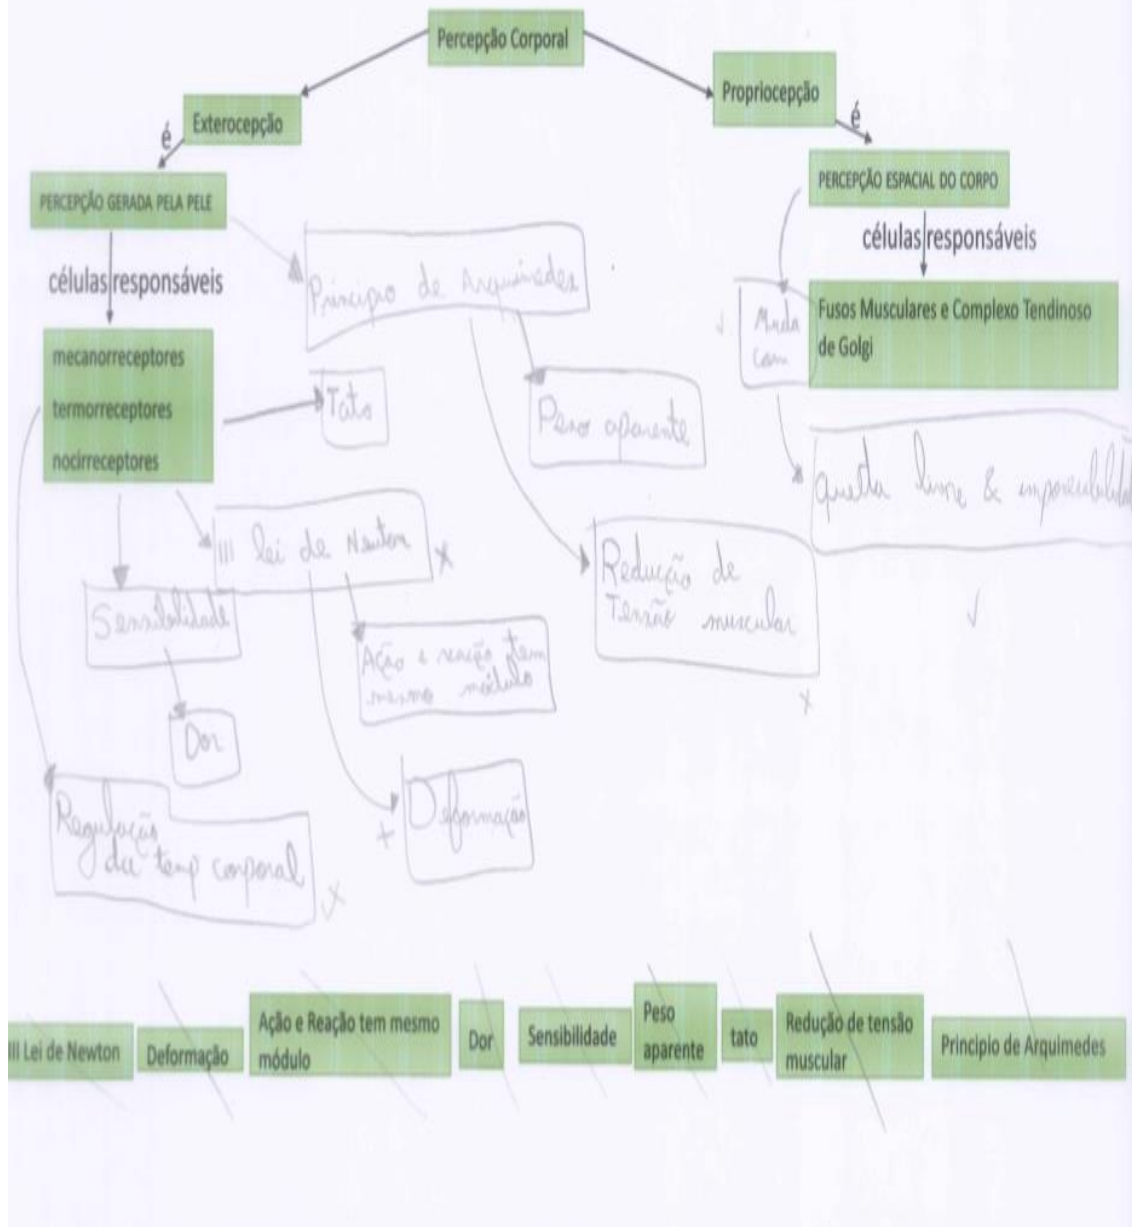 Percepção Corporal
Exterocepção
Propriocepção
é
é
PERCEPÇÃO GERADA PELA PELE
PERCEPÇÃO ESPACIAL DO CORPO
células responsáveis
células responsáveis
Principio de Arquimedes
mecanorreceptores
termorreceptores
nocirreceptores
Muda
com
Fusos Musculares e Complexo Tendinoso
de Golgi
Tato
Peso aparente
livre &
III lei de Newton
Redução de
Tensão muscular
Sensibilidade
Ação e reação tem
mesmo módulo
Dor
Deformação
Regulação
da temp corporal
III Lei de Newton
Deformação
Ação e Reação tem mesmo
módulo
Dor
Sensibilidade
Peso
aparente
tato
Redução de tensão
muscular
Principio de Arquimedes